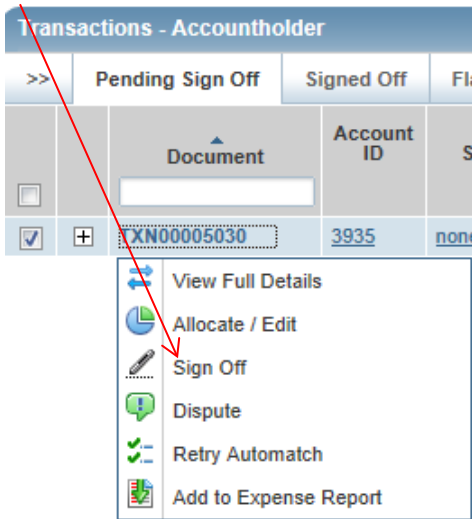 Transactions - Accountholder
>> Pending Sign Off Signed Off
Document Account ID
TXN00005030 3935 none
View Full Details
Allocate / Edit
Sign Off
Dispute
Retry Automatch
Add to Expense Report